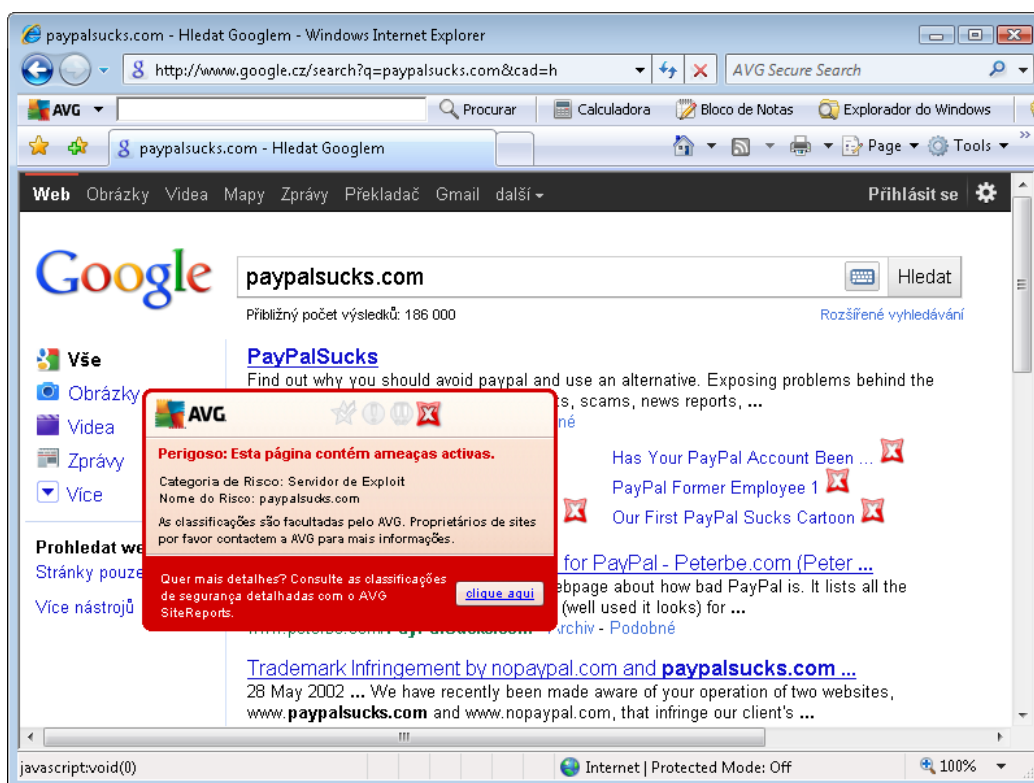 paypalsucks.com - Hledat Googlem - Windows Internet Explorer
http://www.google.cz/search?q=paypalsucks.com&cad=h
AVG Secure Search
AVG
Procurar
Calculadora
Bloco de Notas
Explorador do Windows
paypalsucks.com - Hledat Googlem
Page
Tools
Web Obrázky Videa Mapy Zprávy Překladač Gmail další
Přihlásit se
Google
paypalsucks.com
Hledat
Přibližný počet výsledků: 186 000
Rozšířené vyhledávání
Vše
Obrázky
Videa
Zprávy
Více
Prohledat we
Stránky pouze
Více nástrojů
PayPalSucks
Find out why you should avoid paypal and use an alternative. Exposing problems behind the
ts, scams, news reports, ...
né
Has Your PayPal Account Been ...
PayPal Former Employee 1
Our First PayPal Sucks Cartoon
AVG
Perigoso: Esta página contém ameaças activas.
Categoria de Risco: Servidor de Exploit
Nome do Risco: paypalsucks.com
As classificações são facultadas pelo AVG. Proprietários de sites
por favor contactem a AVG para mais informações.
Quer mais detalhes? Consulte as classificações
de segurança detalhadas com o AVG
SiteReports.
clique aqui
for PayPal - Peterbe.com (Peter ...
ebpage about how bad PayPal is. It lists all the
(well used it looks) for ...
Archiv - Podobné
Trademark Infringement by nopaypal.com and paypalsucks.com ...
28 May 2002 ... We have recently been made aware of your operation of two websites,
www.paypalsucks.com and www.nopaypal.com, that infringe our client's ...
javascript:void(0)
Internet | Protected Mode: Off
100%